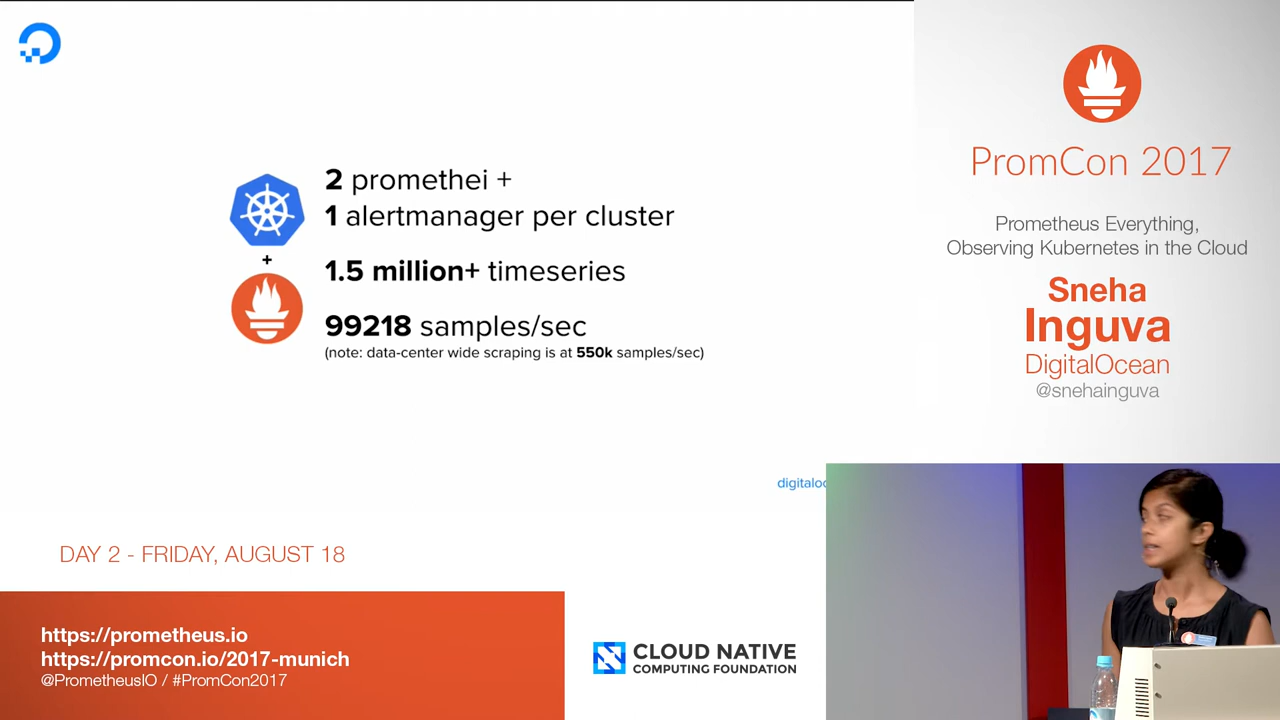 2 promethei +
1 alertmanager per cluster
+
1.5 million+ timeseries
99218 samples/sec
(note: data-center wide scraping is at 550k samples/sec)
PromCon 2017
Prometheus Everything,
Observing Kubernetes in the Cloud
Sneha
Inguva
DigitalOcean
@snehainguva
DAY 2 - FRIDAY, AUGUST 18
https://prometheus.io
https://promcon.io/2017-munich
@PrometheusIO / #PromCon2017
CLOUD NATIVE
COMPUTING FOUNDATION